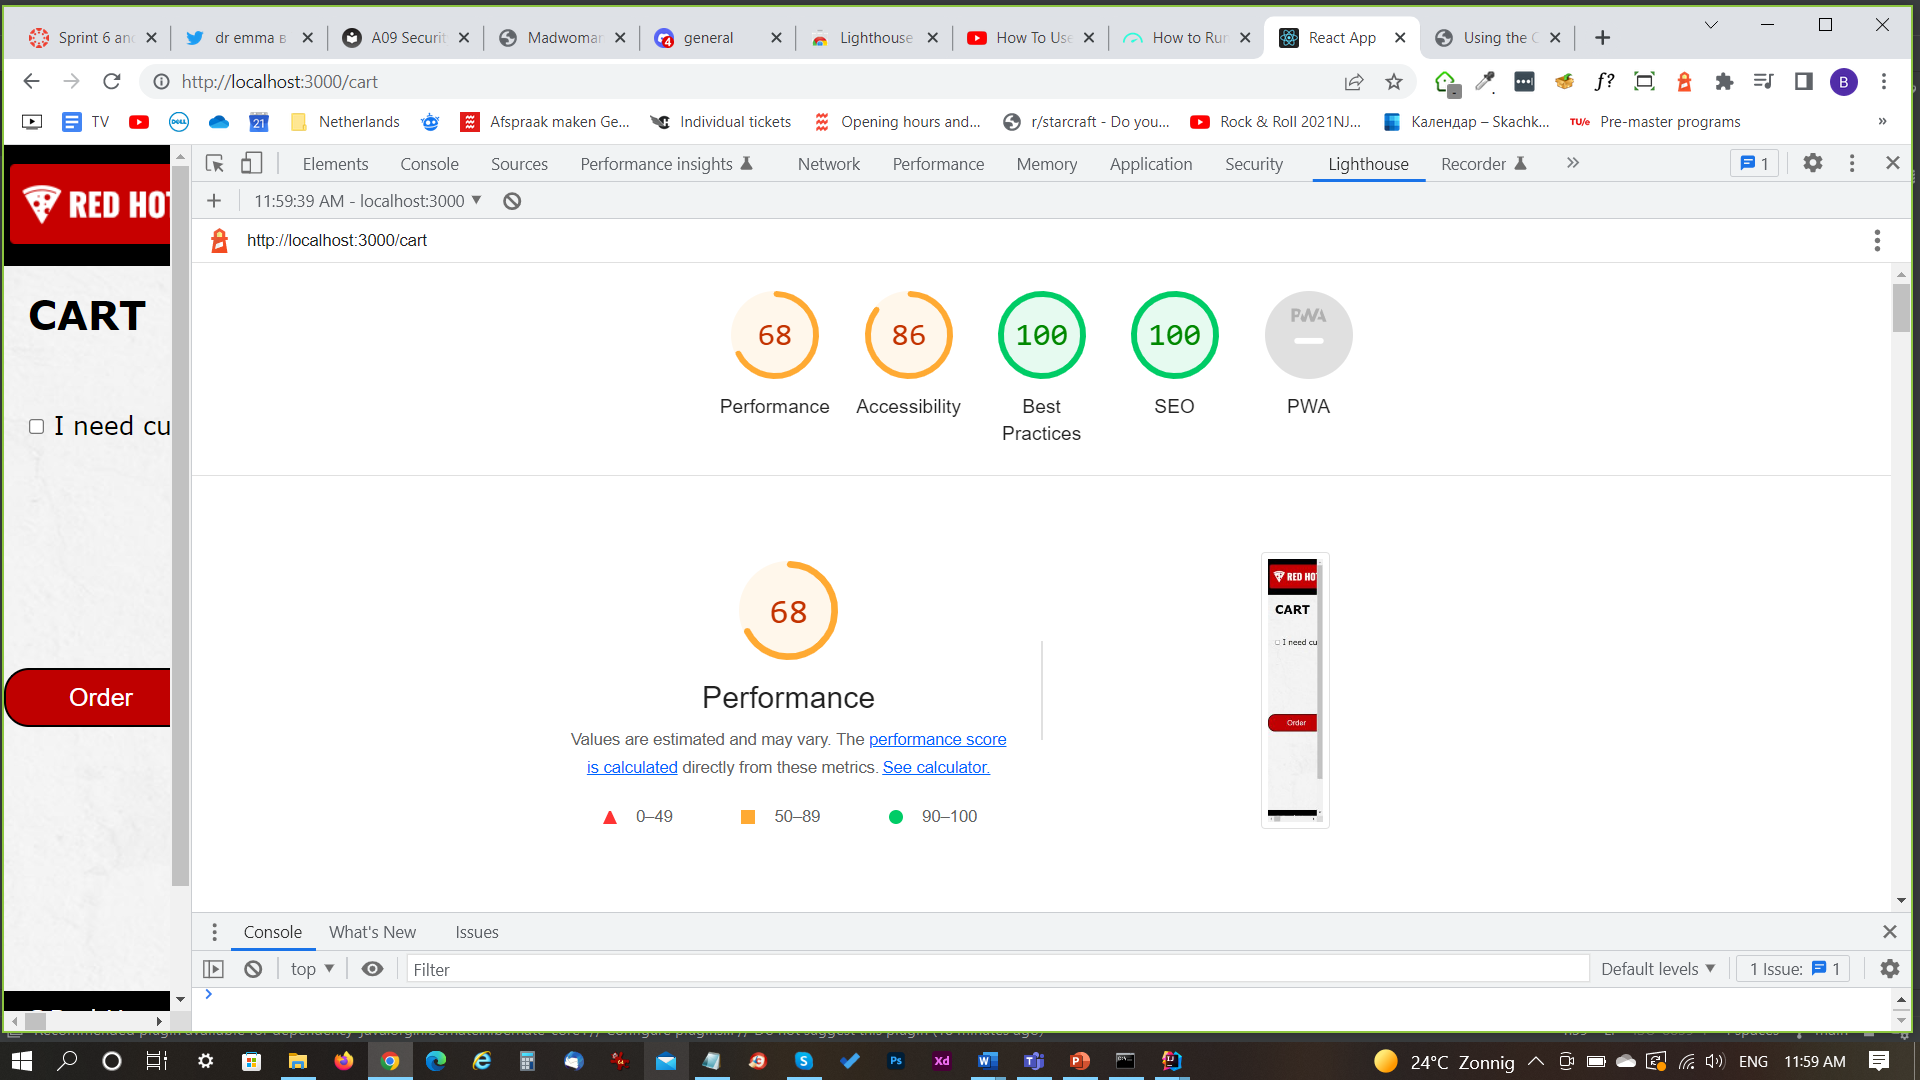 Sprint 6 and
dr emma в
A09 Securit
Madwoman
general
Lighthouse
How To Use
How to Run
React App
Using the C
http://localhost:3000/cart
f?
B
TV
21
Netherlands
Afspraak maken Ge...
Individual tickets
Opening hours and...
r/starcraft - Do you...
Rock & Roll 2021NJ...
Календар – Skachk...
TU/e
Pre-master programs
»
Elements
Console
Sources
Performance insights
Network
Performance
Memory
Application
Security
Lighthouse
Recorder
1
11:59:39 AM - localhost:3000
http://localhost:3000/cart
RED HOT
CART
I need cu
Order
68
86
100
100
PWA
Performance
Accessibility
Best
Practices
SEO
PWA
68
Performance
Values are estimated and may vary. The performance score
is calculated directly from these metrics. See calculator.
0–49
50–89
90–100
RED HO
CART
I need cu
Order
Console
What's New
Issues
top
Filter
Default levels
1 Issue:
1
24°C Zonnig
ENG
11:59 AM